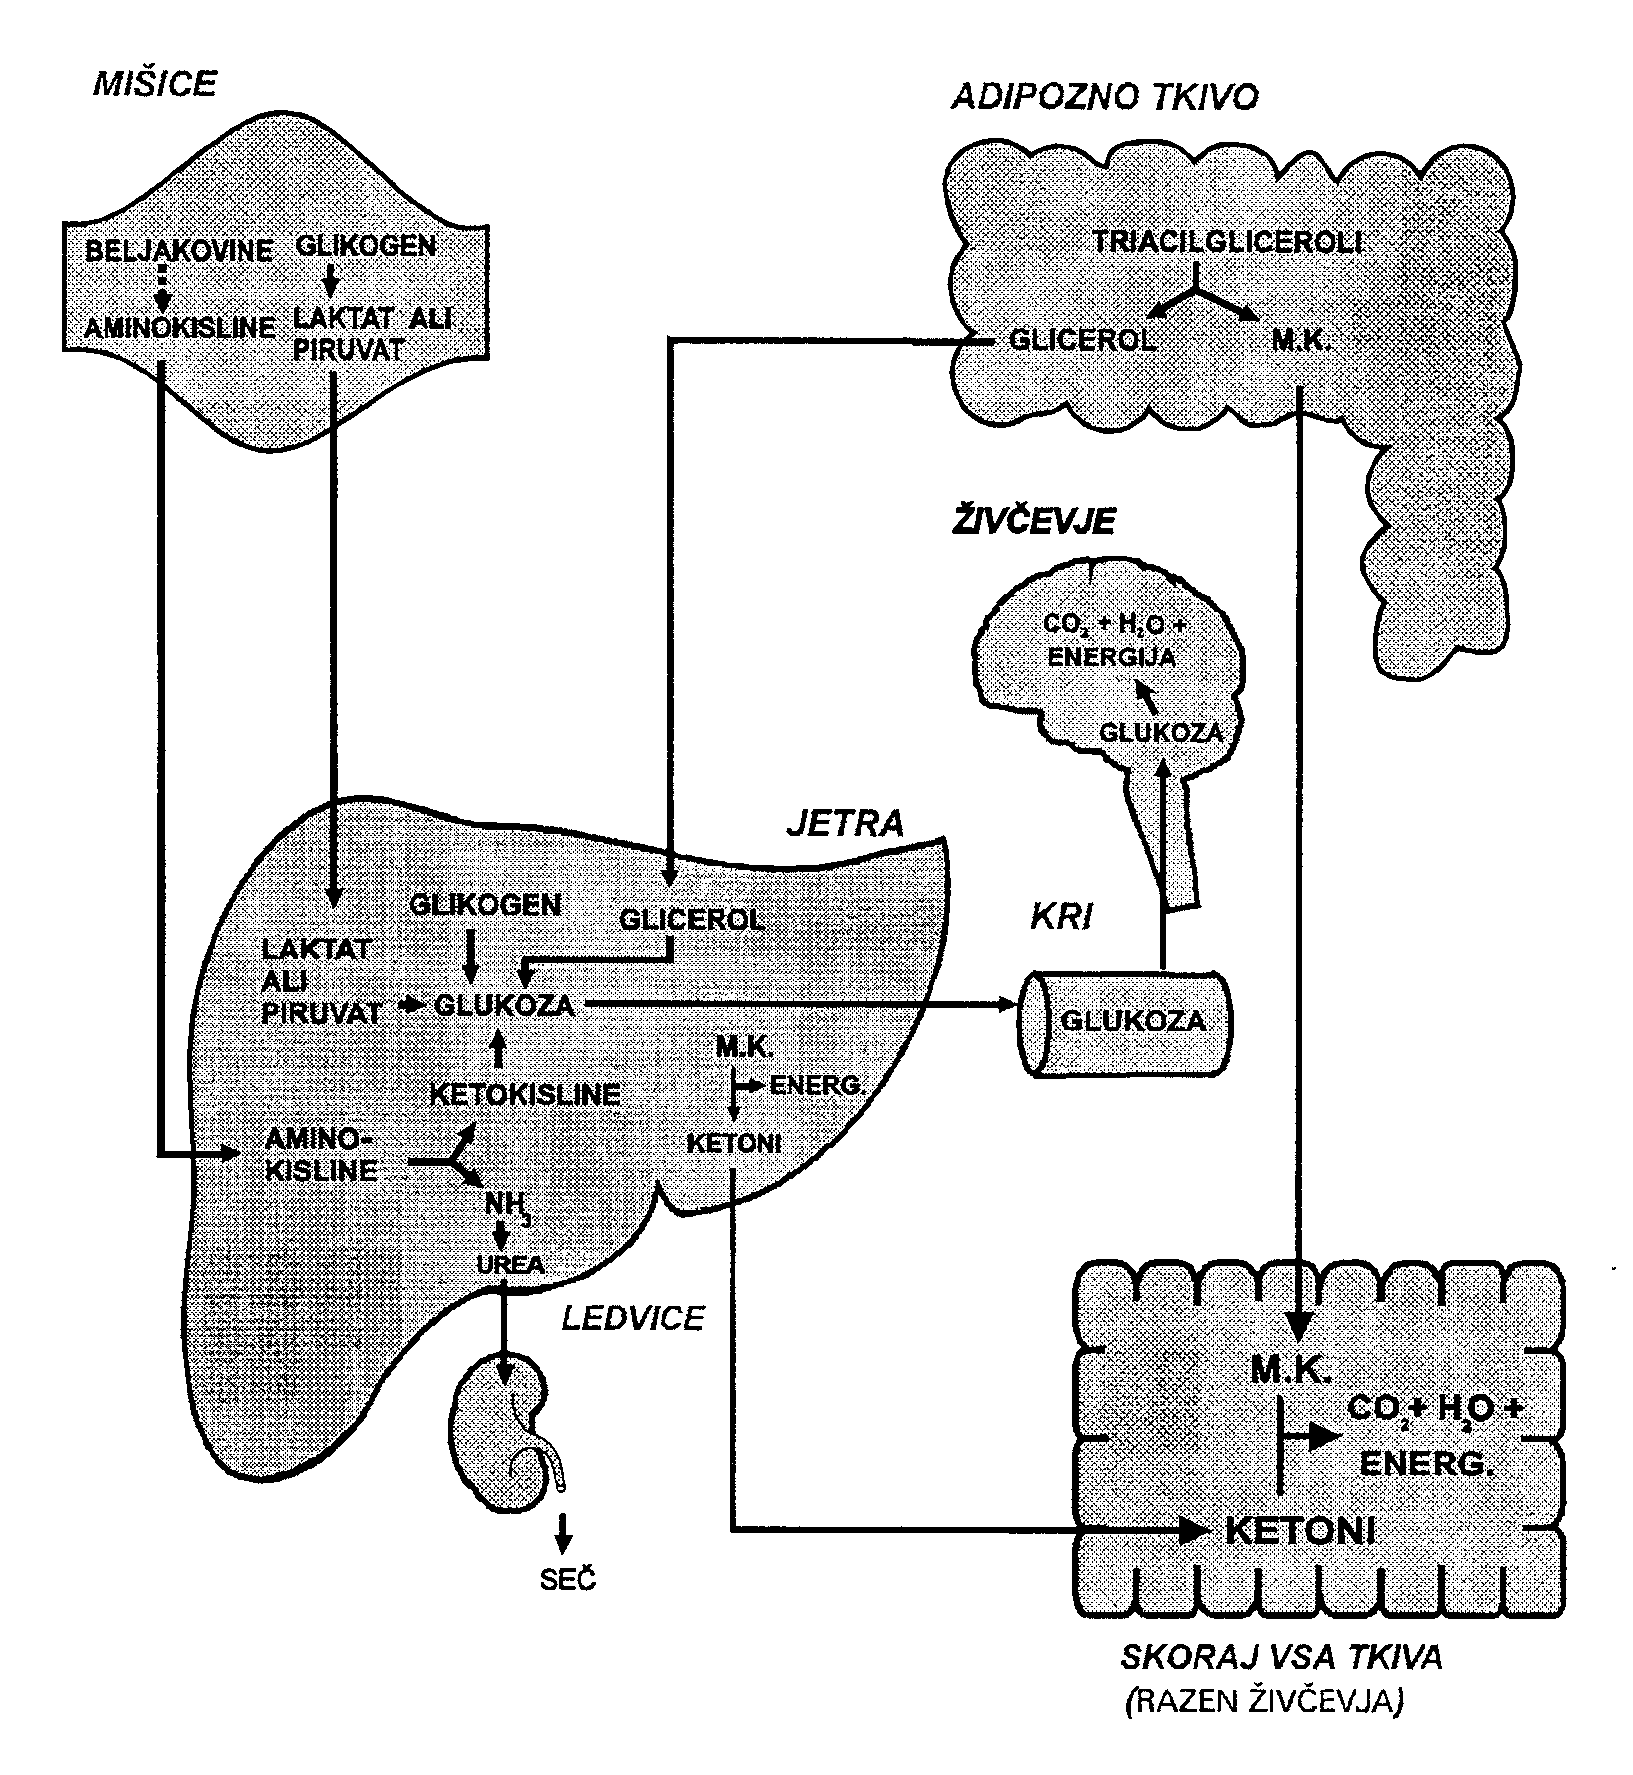 MIŠICE
BELJAKOVINE
GLIKOGEN
AMINOKISLINE
LAKTAT ALI
PIRUVAT
ADIPOZNO TKIVO
TRIACILGLICEROLI
GLICEROL
M.K.
ŽIVČEVJE
CO₂ + H₂O +
ENERGIJA
GLUKOZA
JETRA
GLIKOGEN
GLICEROL
LAKTAT
ALI
PIRUVAT
GLUKOZA
M.K.
ENERG.
KETONI
KETOKISLINE
AMINO-
KISLINE
NH₃
UREA
KRI
GLUKOZA
LEDVICE
SEČ
M.K.
CO₂ + H₂O +
ENERG.
KETONI
SKORAJ VSA TKIVA
(RAZEN ŽIVČEVJA)